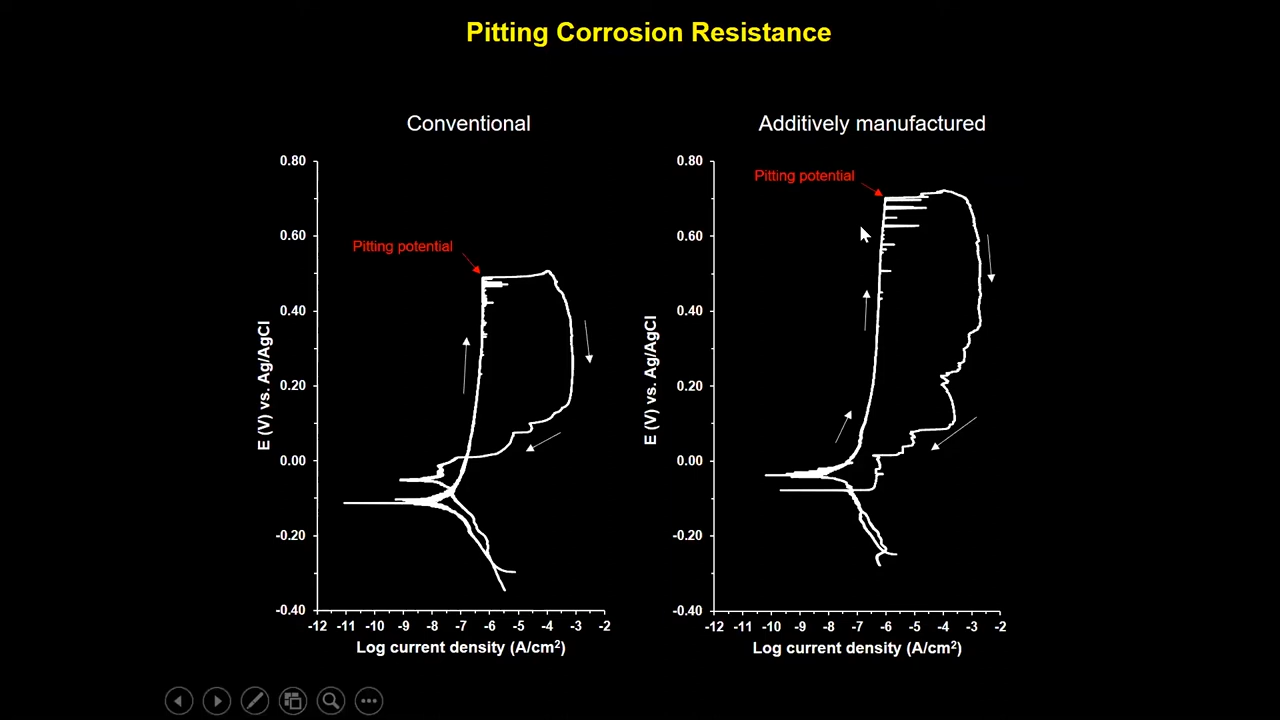 Pitting Corrosion Resistance
Conventional
0.80
0.60
0.40
0.20
0.00
-0.20
-0.40
E (V) vs. Ag/AgCl
Pitting potential
-12 -11 -10 -9 -8 -7 -6 -5 -4 -3 -2
Log current density (A/cm²)
Additively manufactured
0.80
0.60
0.40
0.20
0.00
-0.20
-0.40
E (V) vs. Ag/AgCl
Pitting potential
-12 -11 -10 -9 -8 -7 -6 -5 -4 -3 -2
Log current density (A/cm²)